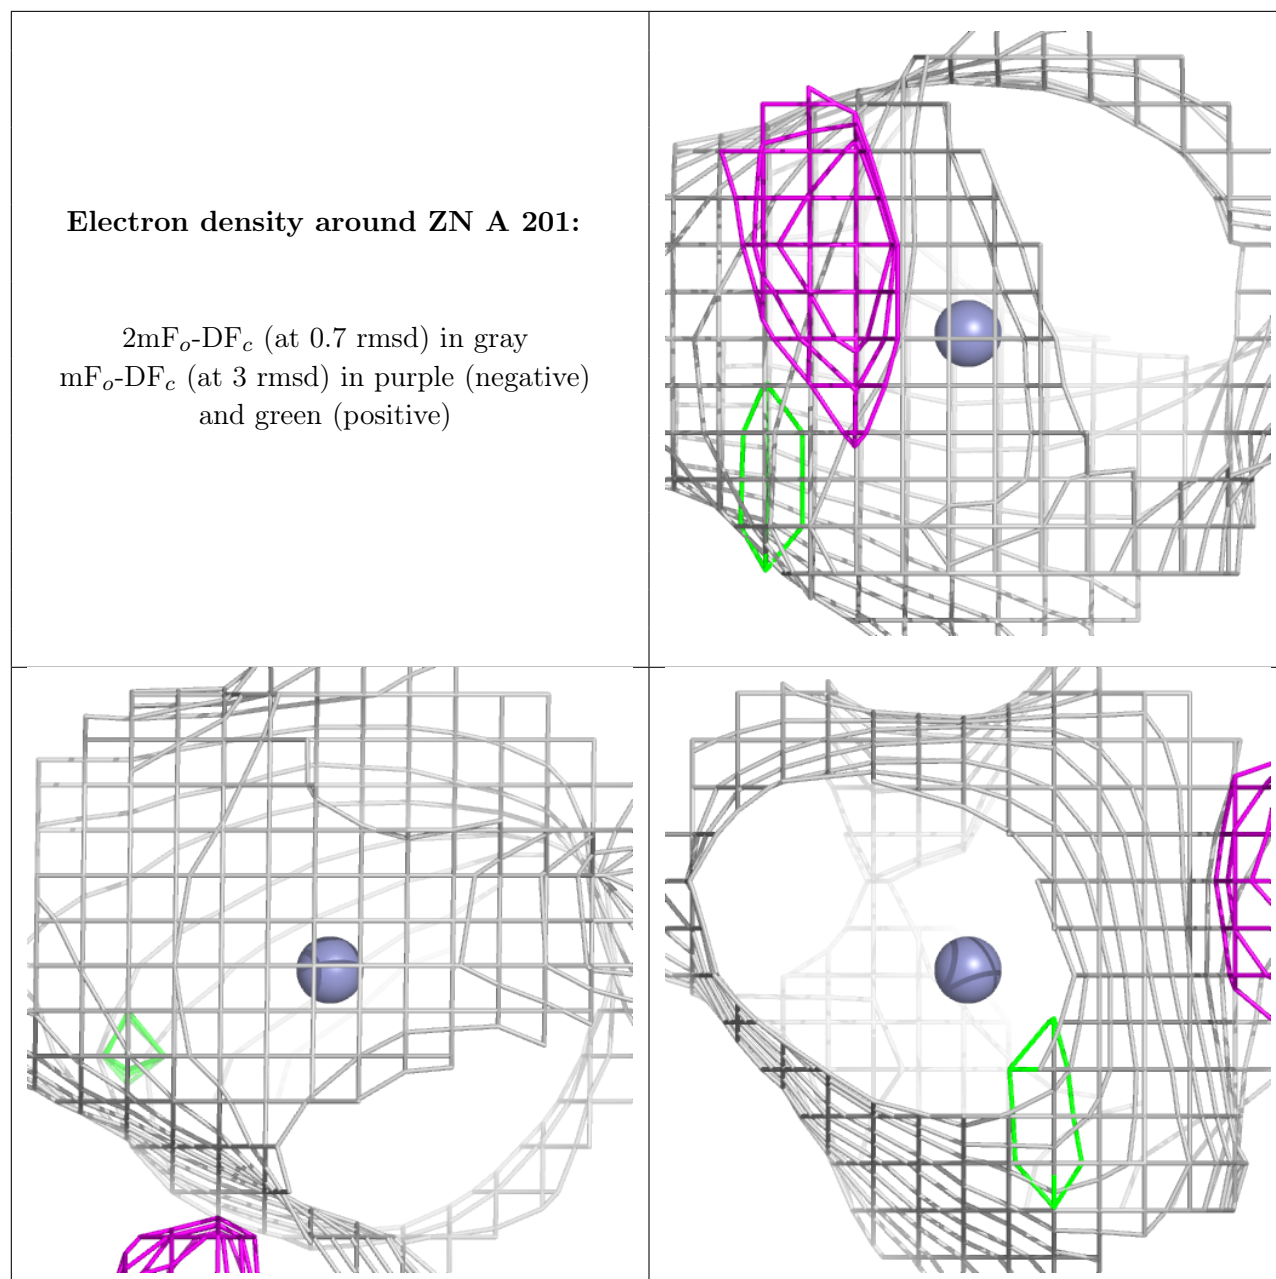 Electron density around ZN A 201:
2mFo-DFc (at 0.7 rmsd) in gray
mFo-DFc (at 3 rmsd) in purple (negative)
and green (positive)